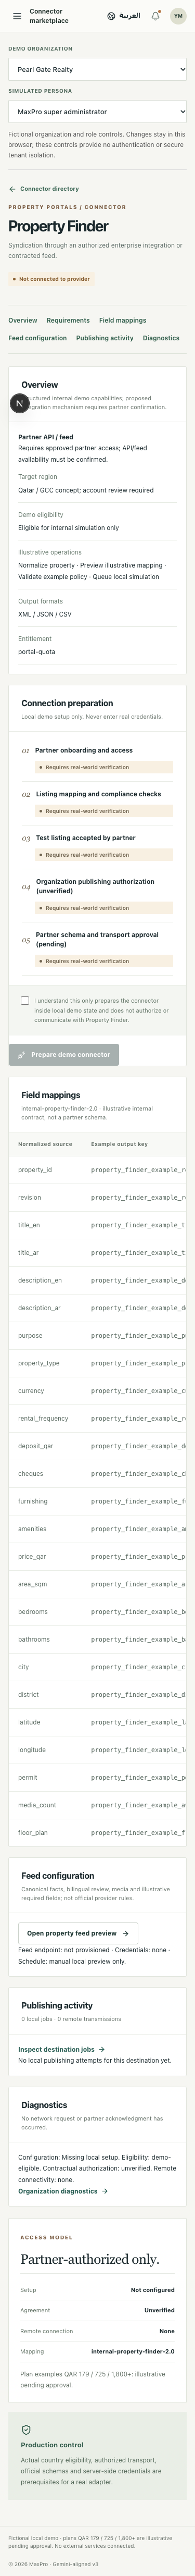 Connector
marketplace
العربية
YM
DEMO ORGANIZATION
Pearl Gate Realty
SIMULATED PERSONA
MaxPro super administrator
Fictional organization and role controls. Changes stay in this
browser; these controls provide no authentication or secure
tenant isolation.
Connector directory
PROPERTY PORTALS / CONNECTOR
Property Finder
Syndication through an authorized enterprise integration or
contracted feed.
Not connected to provider
Overview Requirements Field mappings
Feed configuration Publishing activity Diagnostics
Overview
Structured internal demo capabilities; proposed
integration mechanism requires partner confirmation.
N
Partner API / feed
Requires approved partner access; API/feed
availability must be confirmed.
Target region
Qatar / GCC concept; account review required
Demo eligibility
Eligible for internal simulation only
Illustrative operations
Normalize property · Preview illustrative mapping ·
Validate example policy · Queue local simulation
Output formats
XML / JSON / CSV
Entitlement
portal-quota
Connection preparation
Local demo setup only. Never enter real credentials.
01 Partner onboarding and access
Requires real-world verification
02 Listing mapping and compliance checks
Requires real-world verification
03 Test listing accepted by partner
Requires real-world verification
04 Organization publishing authorization
(unverified)
Requires real-world verification
05 Partner schema and transport approval
(pending)
Requires real-world verification
I understand this only prepares the connector
inside local demo state and does not authorize or
communicate with Property Finder.
Prepare demo connector
Field mappings
internal-property-finder-2.0 · illustrative internal
contract, not a partner schema.
Normalized source Example output key
property_id property_finder_example_re
revision property_finder_example_re
title_en property_finder_example_t
title_ar property_finder_example_t
description_en property_finder_example_de
description_ar property_finder_example_de
purpose property_finder_example_pu
property_type property_finder_example_p
currency property_finder_example_cu
rental_frequency property_finder_example_re
deposit_qar property_finder_example_de
cheques property_finder_example_ch
furnishing property_finder_example_fu
amenities property_finder_example_am
price_qar property_finder_example_p
area_sqm property_finder_example_a
bedrooms property_finder_example_be
bathrooms property_finder_example_ba
city property_finder_example_c
district property_finder_example_d
latitude property_finder_example_la
longitude property_finder_example_lo
permit property_finder_example_pe
media_count property_finder_example_av
floor_plan property_finder_example_f
Feed configuration
Canonical facts, bilingual review, media and illustrative
required fields; not official provider rules.
Open property feed preview
Feed endpoint: not provisioned · Credentials: none ·
Schedule: manual local preview only.
Publishing activity
0 local jobs · 0 remote transmissions
Inspect destination jobs
No local publishing attempts for this destination yet.
Diagnostics
No network request or partner acknowledgment has
occurred.
Configuration: Missing local setup. Eligibility: demo-
eligible. Contractual authorization: unverified. Remote
connectivity: none.
Organization diagnostics
ACCESS MODEL
Partner-authorized only.
Setup Not configured
Agreement Unverified
Remote connection None
Mapping internal-property-finder-2.0
Plan examples QAR 179 / 725 / 1,800+: illustrative
pending approval.
Production control
Actual country eligibility, authorized transport,
official schemas and server-side credentials are
prerequisites for a real adapter.
Fictional local demo · plans QAR 179 / 725 / 1,800+ are illustrative
pending approval. No external services connected.
© 2026 MaxPro · Gemini-aligned v3